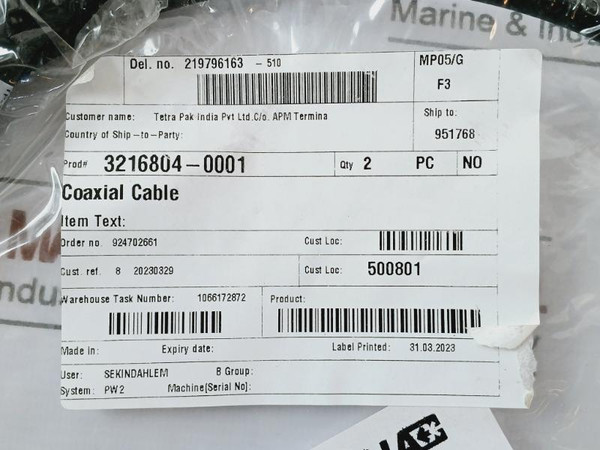 Marine & Indu
Del. no. 219796163 - 510
MP05/G
F3
Customer name: Tetra Pak India Pvt Ltd.C/o. APM Termina
Ship to:
Country of Ship-to-Party:
951768
Prod# 3216804-0001
Qty 2 PC NO
Coaxial Cable
Item Text:
Order no 924702661
Cust Loc:
Cust. ref. 8 20230329
Cust Loc: 500801
Warehouse Task Number: 1066172872
Product:
Made in:
Expiry date:
Label Printed: 31.03.2023
User: SEKINDAHLEM
B Group:
System: PW2
Machine(Serial No):